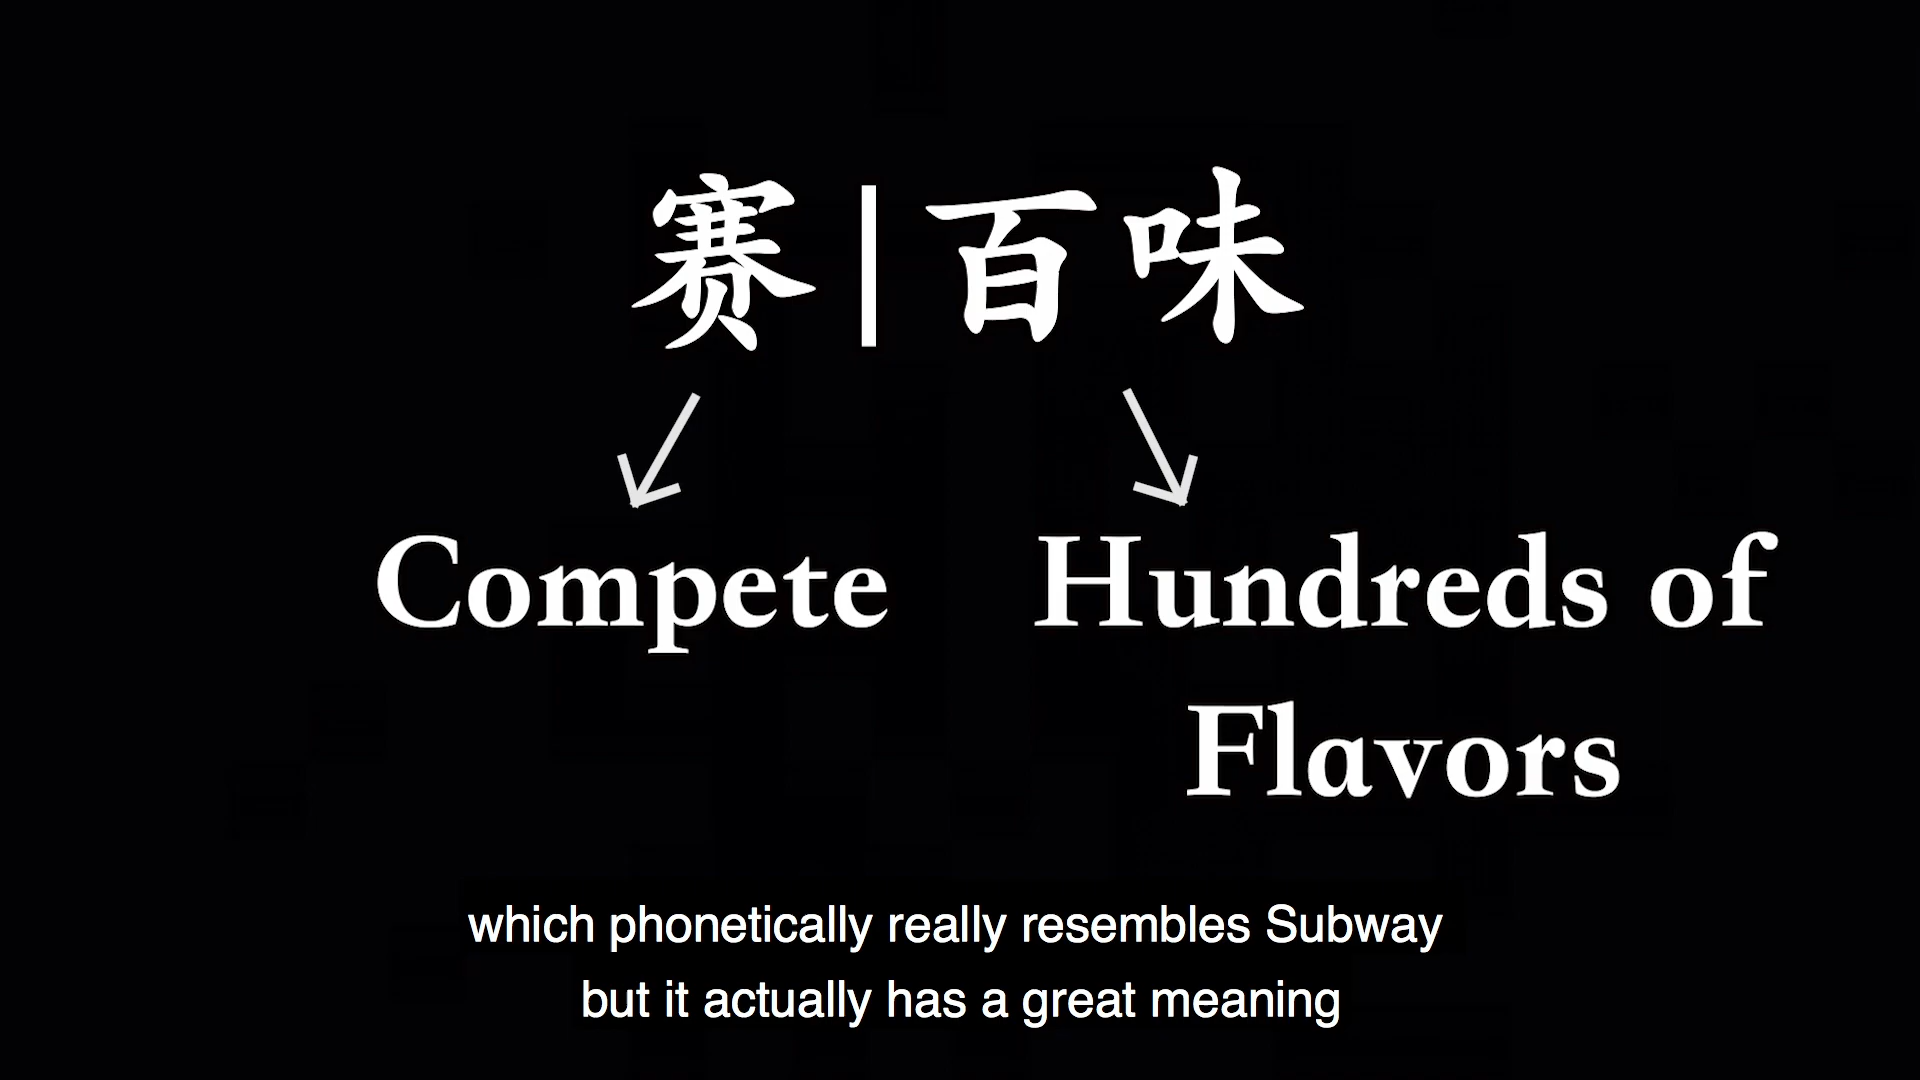 赛|百味
Compete
Hundreds of
Flavors
which phonetically really resembles Subway
but it actually has a great meaning